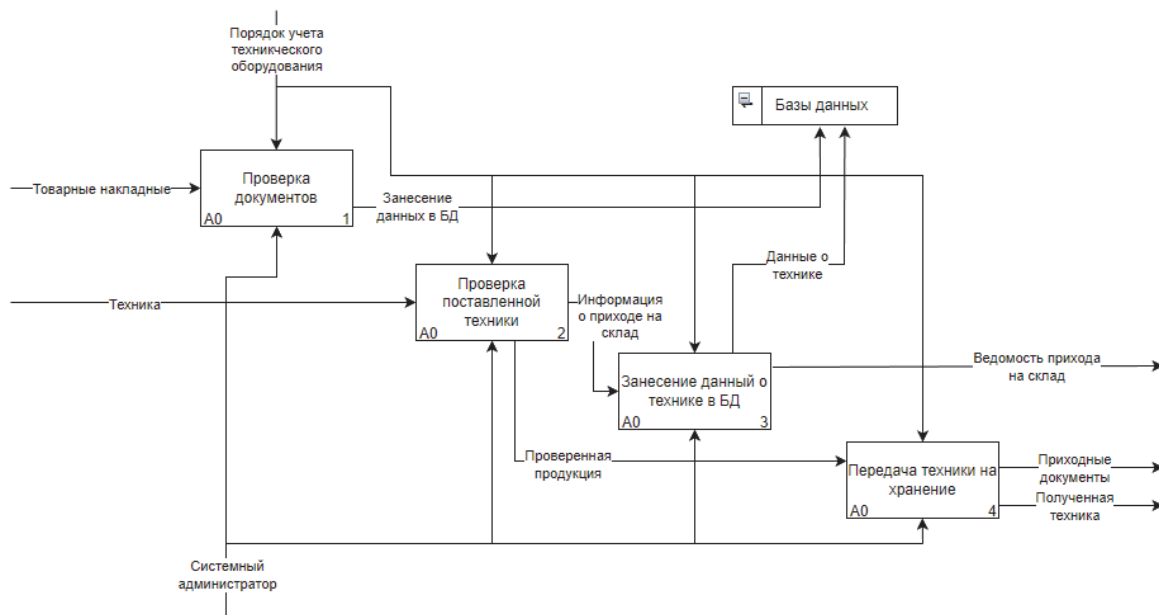 Порядок учета
техникческого
оборудования
Базы данных
Товарные накладные
Проверка
документов
A0
1
Занесение
данных в БД
Данные о
технике
Техника
Проверка
поставленной
техники
A0
2
Информация
о приходе на
склад
Занесение данный о
технике в БД
A0
3
Ведомость прихода
на склад
Проверенная
продукция
Передача техники на
хранение
A0
4
Приходные
документы
Полученная
техника
Системный
администратор